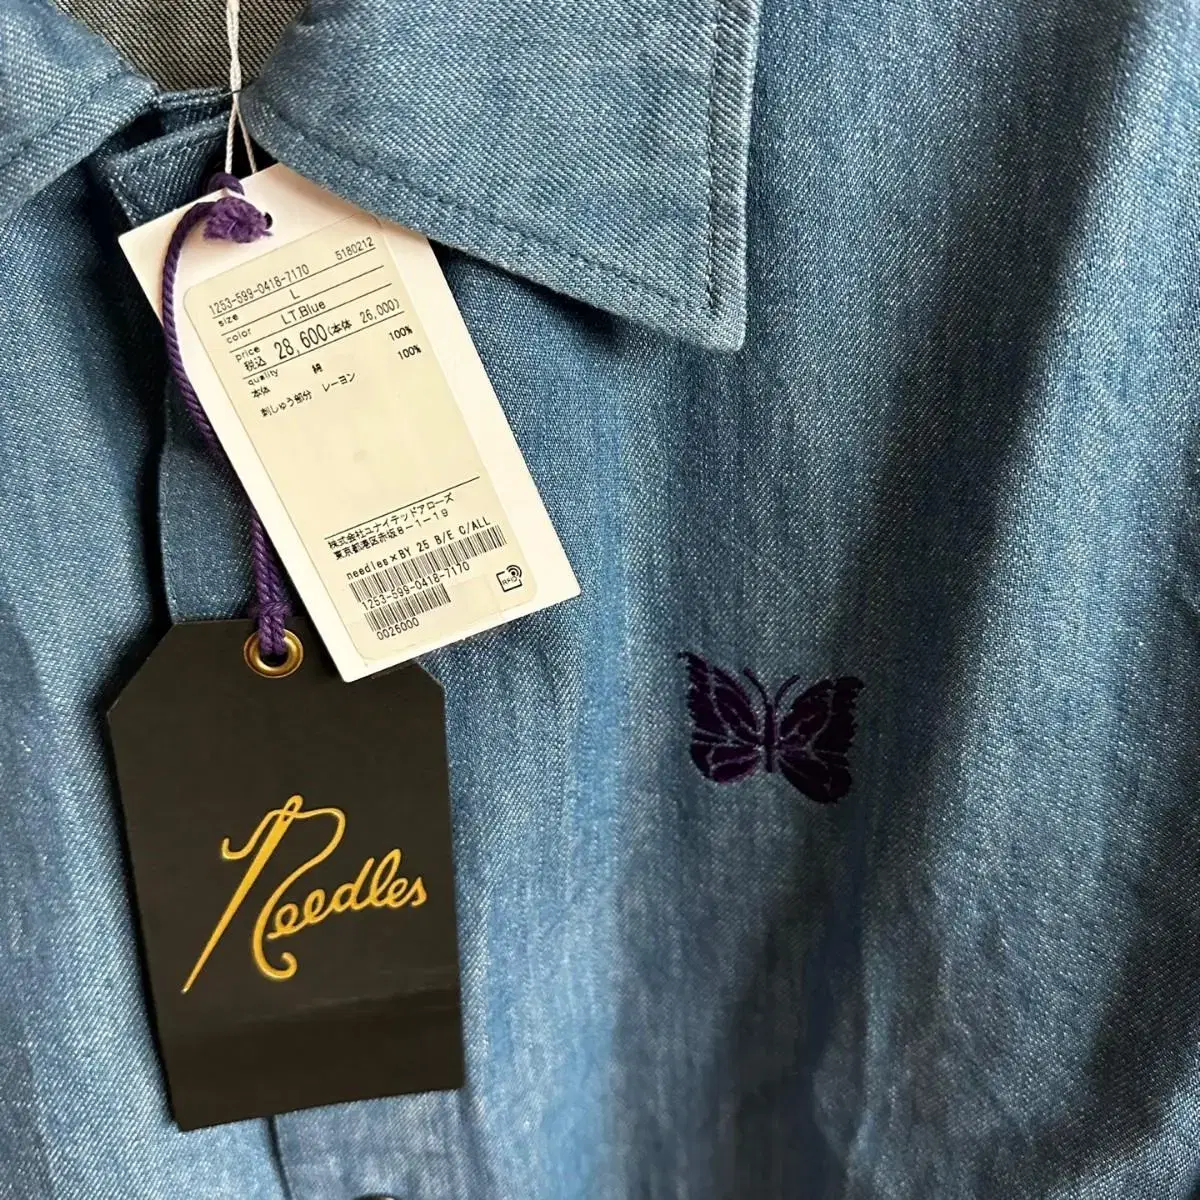 1253-599-0418-7170 5180212
size L
color LT.Blue
price
税込 28,600(本体 26,000)
quality
本体 綿 100%
刺しゅう部分 レーヨン 100%
株式会社ユナイテッドアローズ
東京都港区赤坂8-1-19
needles×BY 25 B/E C/ALL
1253-599-0418-7170
0026000
RFID
Needles